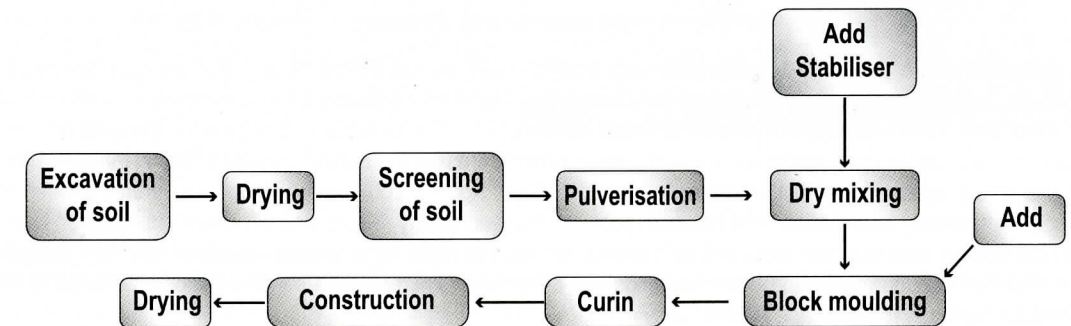 Add
Stabiliser
Excavation
of soil
Drying
Screening
of soil
Pulverisation
Dry mixing
Add
Drying
Construction
Curin
Block moulding